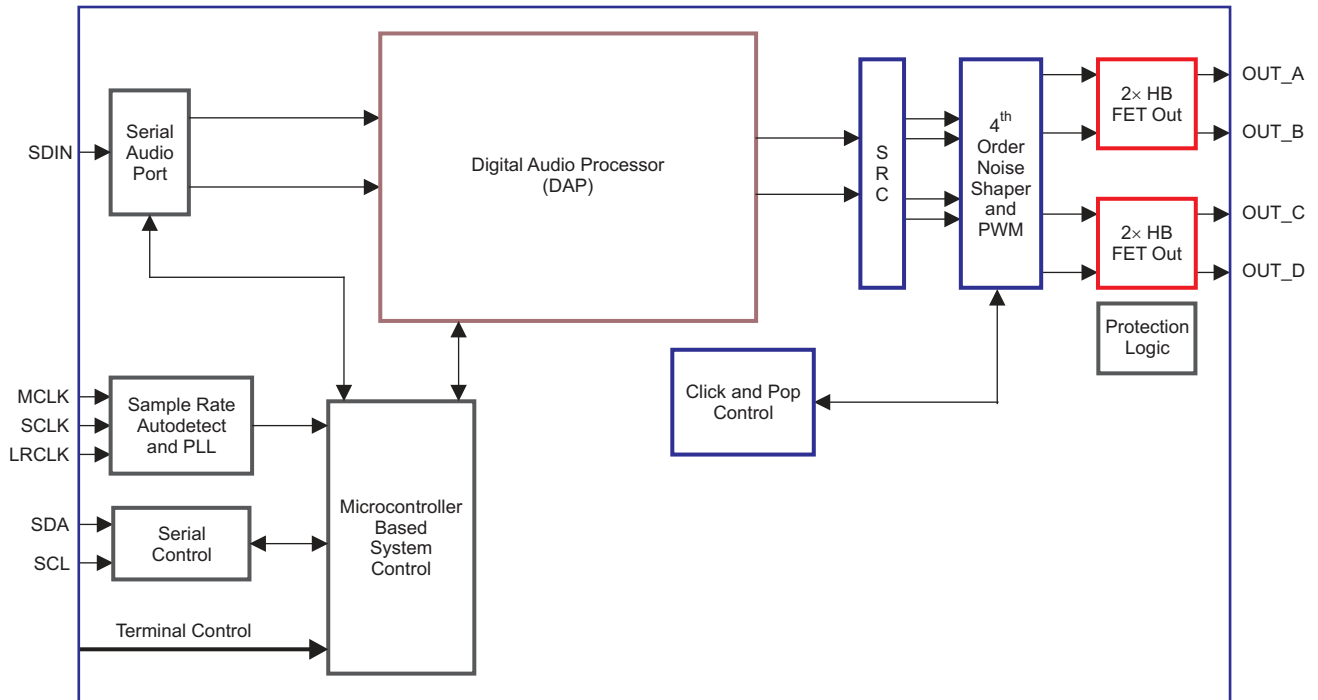 SDIN
Serial
Audio
Port
Digital Audio Processor
(DAP)
S
R
C
4th
Order
Noise
Shaper
and
PWM
2× HB
FET Out
OUT_A
OUT_B
2× HB
FET Out
OUT_C
OUT_D
Protection
Logic
Click and Pop
Control
MCLK
SCLK
LRCLK
Sample Rate
Autodetect
and PLL
SDA
SCL
Serial
Control
Microcontroller
Based
System
Control
Terminal Control